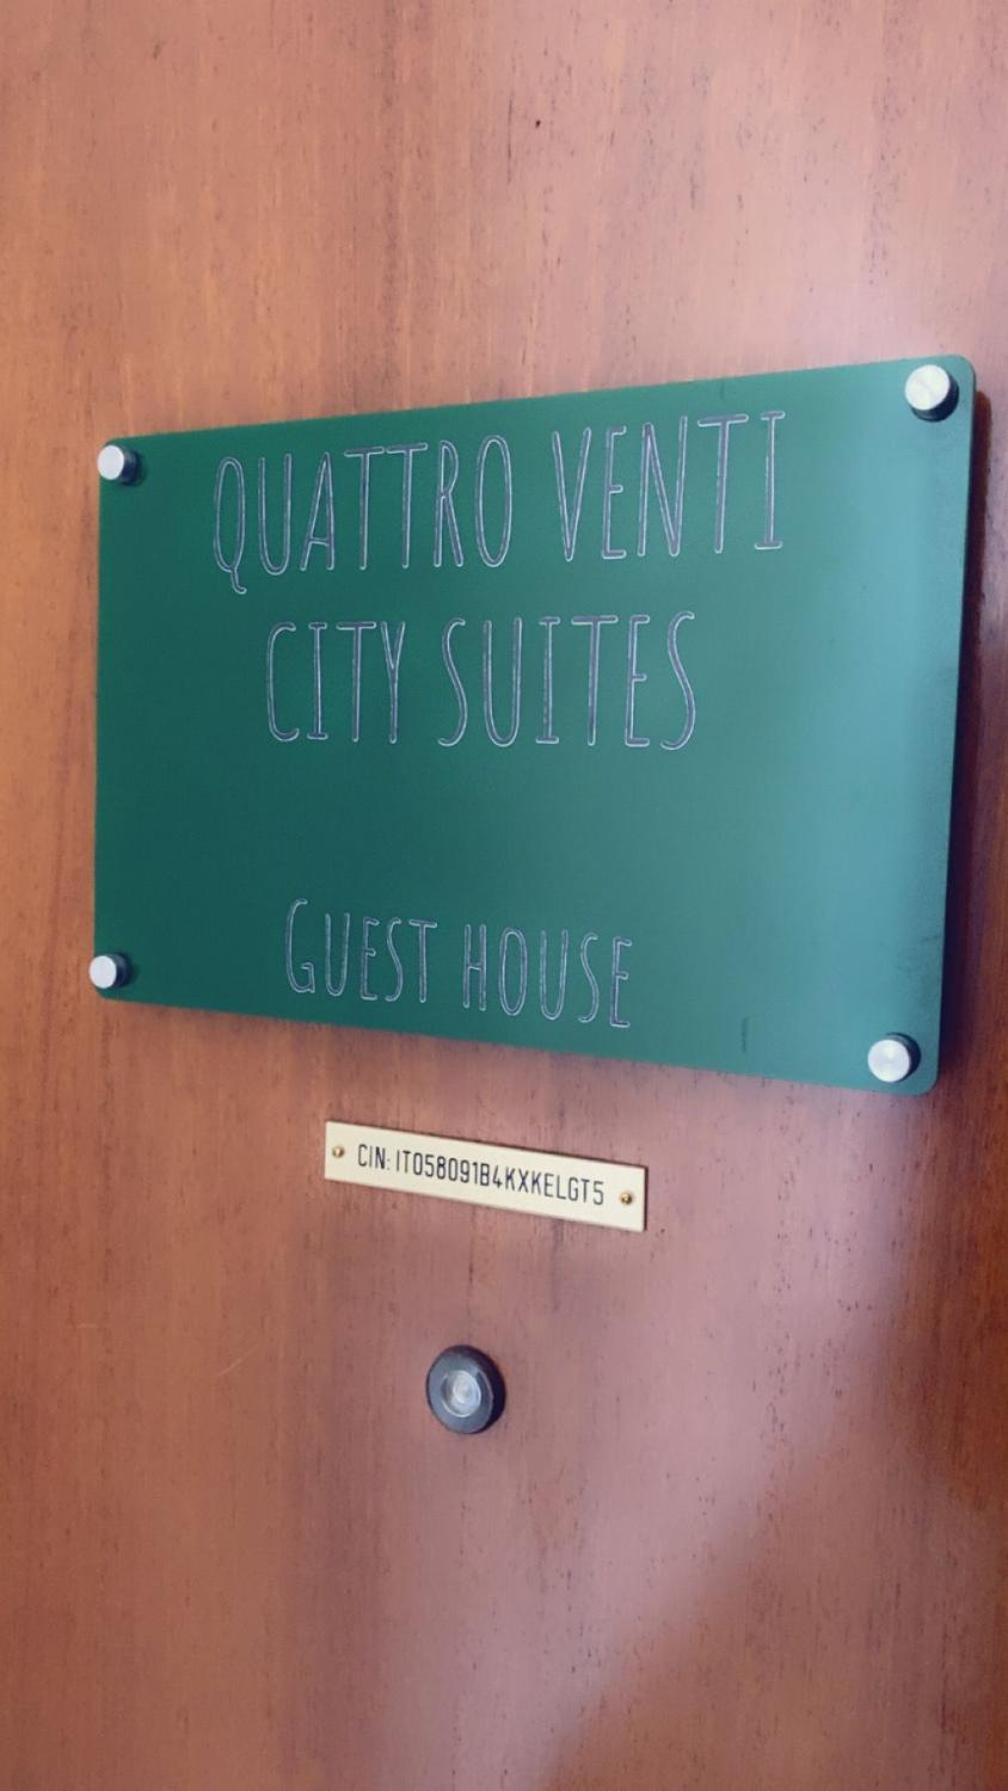 QUATTRO VENTI
CITY SUITES
GUEST HOUSE
CIN: IT058091B4KXKELGT5